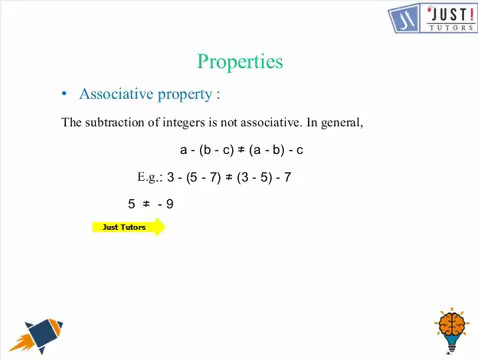 JUST!
TUTORS
Properties
• Associative property :
The subtraction of integers is not associative. In general,
a - (b - c) ≠ (a - b) - c
E.g.: 3 - (5 - 7) ≠ (3 - 5) - 7
5 ≠ - 9
Just Tutors